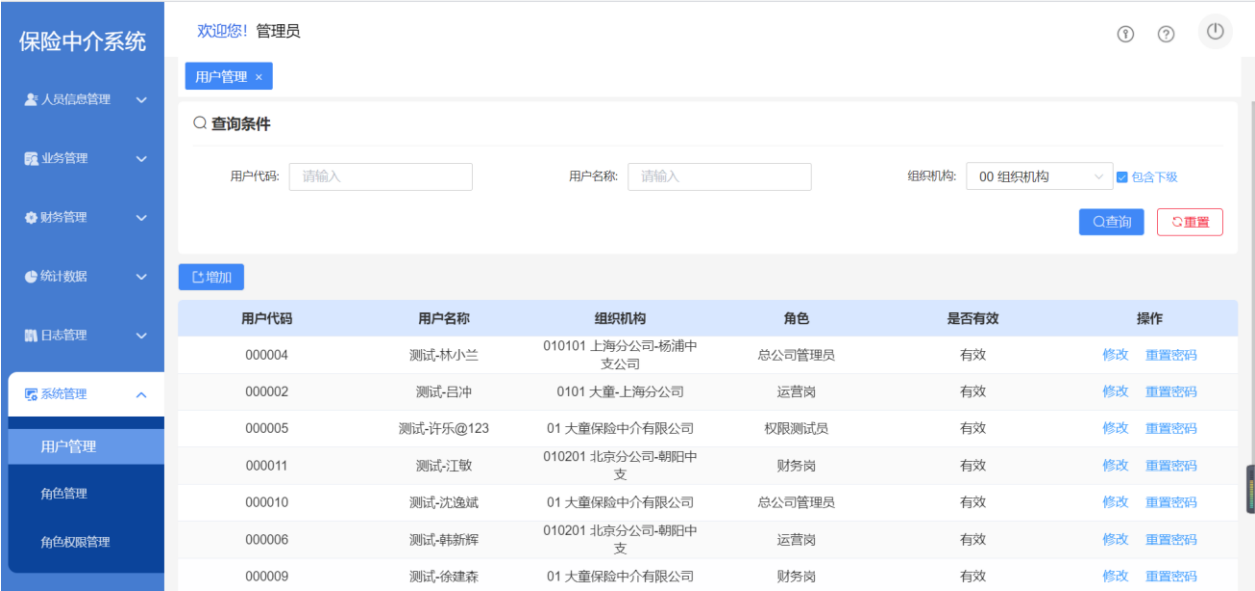 保险中介系统
欢迎您！管理员
用户管理 ×
人员信息管理
业务管理
财务管理
统计数据
日志管理
系统管理
用户管理
角色管理
角色权限管理
查询条件
用户代码: 请输入 用户名称: 请输入 组织机构: 00 组织机构 包含下级
查询 重置
增加
用户代码 用户名称 组织机构 角色 是否有效 操作
000004 测试-林小兰 010101 上海分公司-杨浦中 总公司管理员 有效 修改 重置密码
支公司
000002 测试-吕冲 0101 大童-上海分公司 运营岗 有效 修改 重置密码
000005 测试-许乐@123 01 大童保险中介有限公司 权限测试员 有效 修改 重置密码
000011 测试-江敏 010201 北京分公司-朝阳中 财务岗 有效 修改 重置密码
支
000010 测试-沈逸斌 01 大童保险中介有限公司 总公司管理员 有效 修改 重置密码
000006 测试-韩新辉 010201 北京分公司-朝阳中 运营岗 有效 修改 重置密码
支
000009 测试-徐建森 01 大童保险中介有限公司 财务岗 有效 修改 重置密码